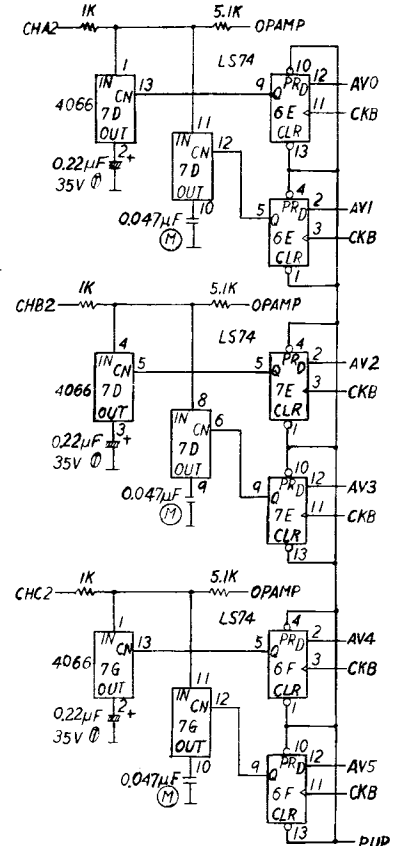 1K 5.1K
CHA2 OPAMP
LS74
1 10
IN 13 9 PR D 12 AV0
4066 CN Q 11 CKB
7D 11 6E
OUT IN 12 CLR
2 + CN 13
0.22µF 7D 4
35V T OUT 5 PR D 2 AV1
10 Q 3 CKB
0.047µF 6E
M CLR
1
1K 5.1K
CHB2 OPAMP
LS74
4 4
IN 5 5 PR D 2 AV2
4066 CN Q 3 CKB
7D 8 7E
OUT IN 6 CLR
3 + CN 1
0.22µF 7D 10
35V T OUT 9 PR D 12 AV3
9 Q 11 CKB
0.047µF 7E
M CLR
13
1K 5.1K
CHC2 OPAMP
LS74
1 4
IN 13 5 PR D 2 AV4
4066 CN Q 3 CKB
7G 11 6F
OUT IN 12 CLR
2 + CN 1
0.22µF 7G 10
35V T OUT 9 PR D 12 AV5
10 Q 11 CKB
0.047µF 6F
M CLR
13
PUP